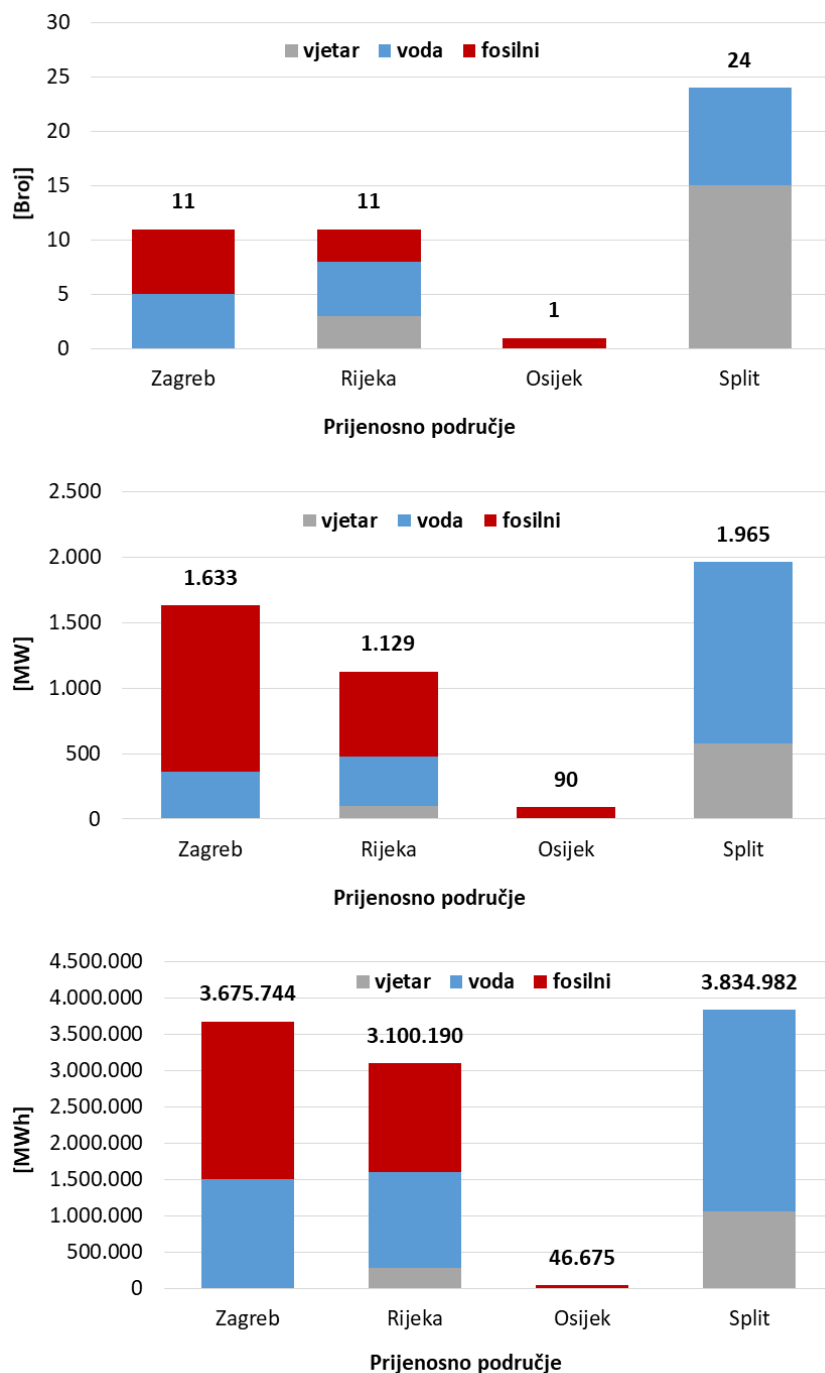 30
vjetar voda fosilni
24
25
20
15
11 11
10
5
1
0
[Broj]
Zagreb Rijeka Osijek Split
Prijenosno područje
2.500
vjetar voda fosilni
1.965
2.000
1.633
1.500
1.129
1.000
500
90
0
[MW]
Zagreb Rijeka Osijek Split
Prijenosno područje
4.500.000
vjetar voda fosilni
3.834.982
4.000.000
3.675.744
3.500.000
3.100.190
3.000.000
2.500.000
2.000.000
1.500.000
1.000.000
500.000
46.675
0
[MWh]
Zagreb Rijeka Osijek Split
Prijenosno područje